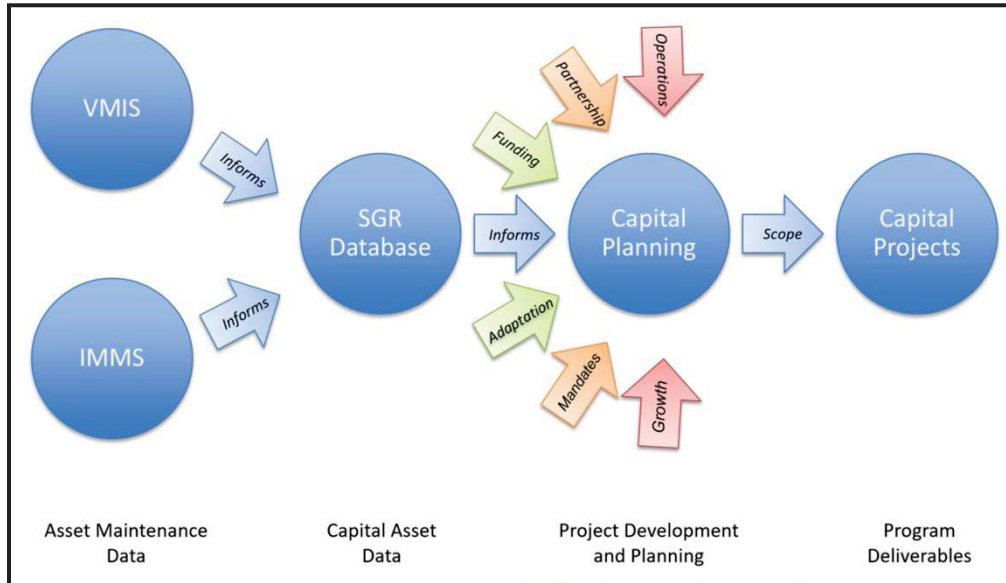 VMIS
Informs
IMMS
Informs
SGR
Database
Informs
Funding
Partnership
Operations
Adaptation
Mandates
Growth
Capital
Planning
Scope
Capital
Projects
Asset Maintenance
Data
Capital Asset
Data
Project Development
and Planning
Program
Deliverables